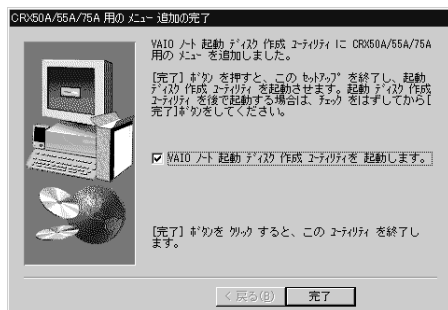 CRX50A/55A/75A 用のﾒﾆｭｰ 追加の完了
VAIO ﾉｰﾄ 起動 ﾃﾞｨｽｸ 作成 ﾕｰﾃｨﾘﾃｨ に CRX50A/55A/75A
用の ﾒﾆｭｰ を追加しました。
[完了] ﾎﾞﾀﾝ を押すと、この ｾｯﾄｱｯﾌﾟ を終了し、起動
ﾃﾞｨｽｸ 作成 ﾕｰﾃｨﾘﾃｨ を起動させます。起動 ﾃﾞｨｽｸ 作成
ﾕｰﾃｨﾘﾃｨ を後で起動する場合は、ﾁｪｯｸ をはずしてから[
完了]ﾎﾞﾀﾝをしてください。
VAIO ﾉｰﾄ 起動 ﾃﾞｨｽｸ 作成 ﾕｰﾃｨﾘﾃｨを 起動します。
[完了] ﾎﾞﾀﾝを ｸﾘｯｸ すると、この ﾕｰﾃｨﾘﾃｨ を終了し
ます。
< 戻る(B)
完了